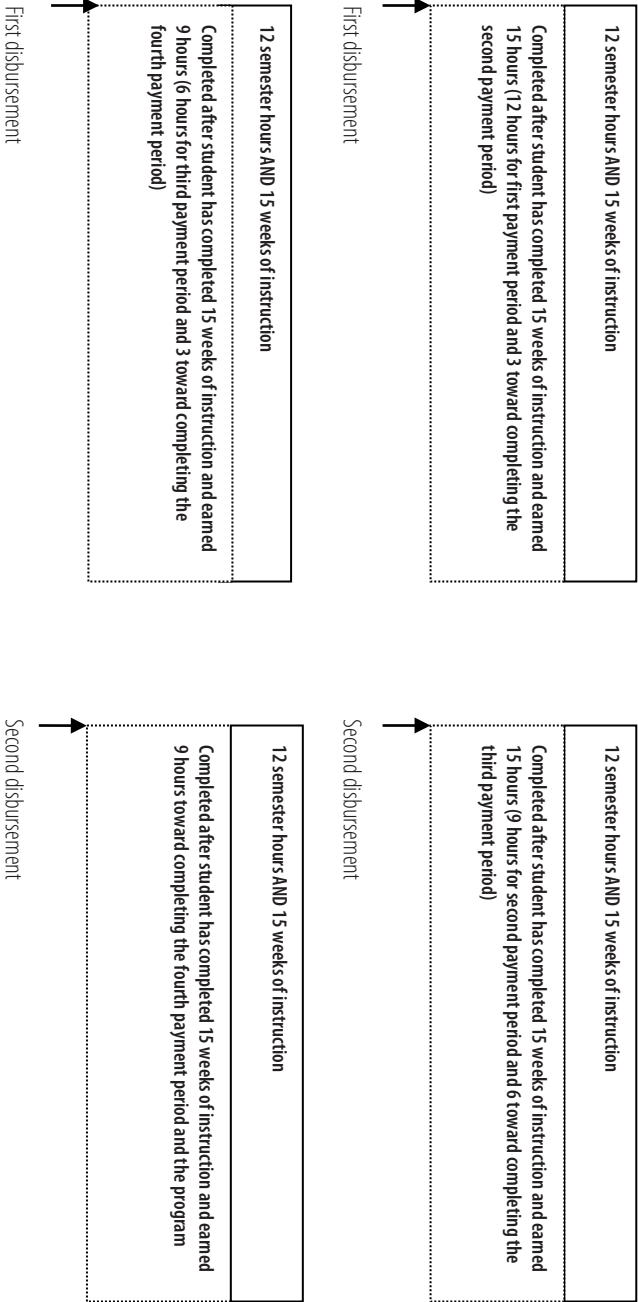 12 semester hours AND 15 weeks of instruction
Completed after student has completed 15 weeks of instruction and earned
15 hours (12 hours for first payment period and 3 toward completing the
second payment period)
First disbursement
12 semester hours AND 15 weeks of instruction
Completed after student has completed 15 weeks of instruction and earned
15 hours (9 hours for second payment period and 6 toward completing the
third payment period)
Second disbursement
12 semester hours AND 15 weeks of instruction
Completed after student has completed 15 weeks of instruction and earned
9 hours (6 hours for third payment period and 3 toward completing the
fourth payment period)
First disbursement
12 semester hours AND 15 weeks of instruction
Completed after student has completed 15 weeks of instruction and earned
9 hours toward completing the fourth payment period and the program
Second disbursement